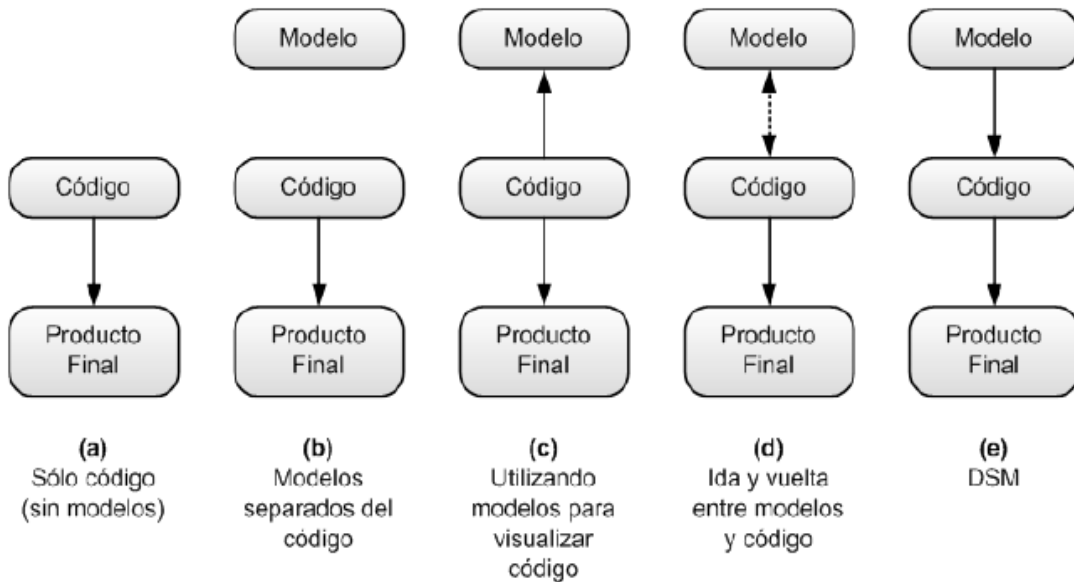 Modelo
Modelo
Modelo
Modelo
Código
Código
Código
Código
Código
Producto
Final
Producto
Final
Producto
Final
Producto
Final
Producto
Final
(a)
Sólo código
(sin modelos)
(b)
Modelos
separados del
código
(c)
Utilizando
modelos para
visualizar
código
(d)
Ida y vuelta
entre modelos
y código
(e)
DSM